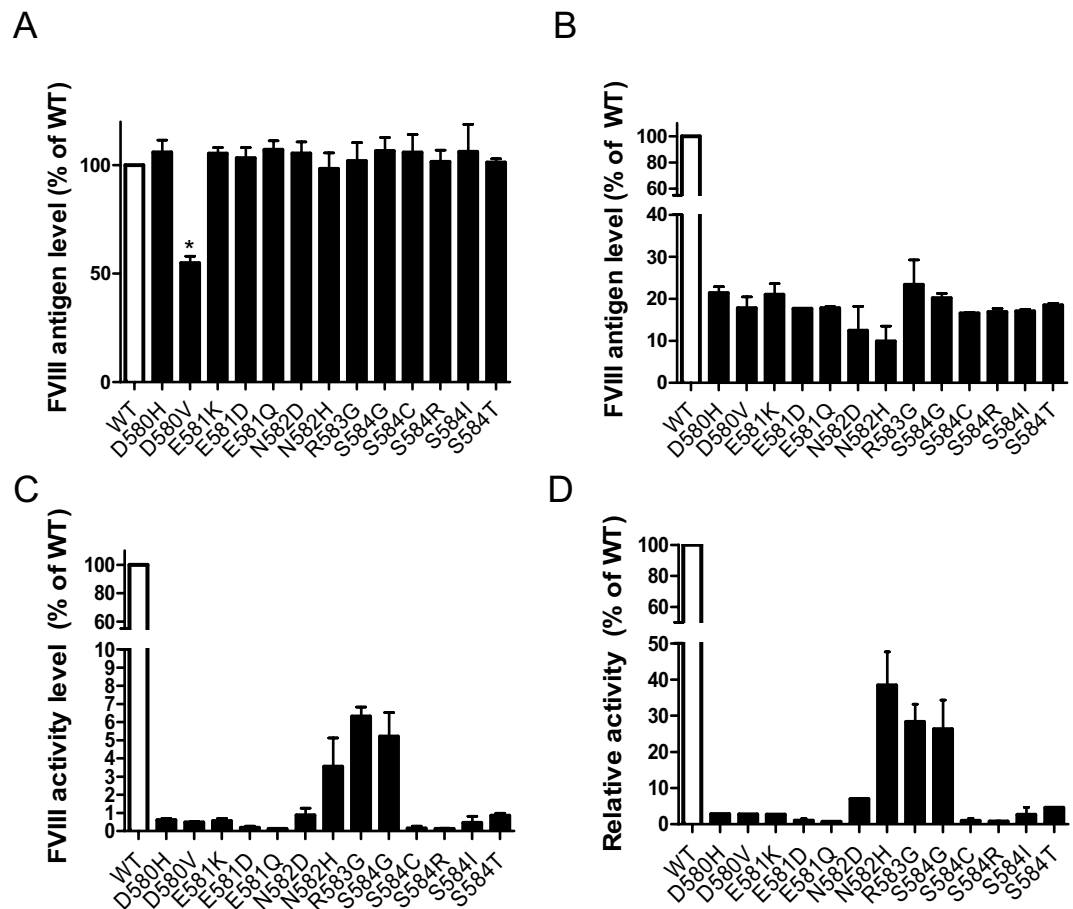 A
FVIII antigen level (% of WT)
100
50
0
*
WT
D580H
D580V
E581K
E581D
E581Q
N582D
N582H
R583G
S584G
S584C
S584R
S584I
S584T
B
FVIII antigen level (% of WT)
100
80
60
40
30
20
10
0
WT
D580H
D580V
E581K
E581D
E581Q
N582D
N582H
R583G
S584G
S584C
S584R
S584I
S584T
C
FVIII activity level (% of WT)
100
80
60
10
9
8
7
6
5
4
3
2
1
0
WT
D580H
D580V
E581K
E581D
E581Q
N582D
N582H
R583G
S584G
S584C
S584R
S584I
S584T
D
Relative activity (% of WT)
100
80
60
50
40
30
20
10
0
WT
D580H
D580V
E581K
E581D
E581Q
N582D
N582H
R583G
S584G
S584C
S584R
S584I
S584T